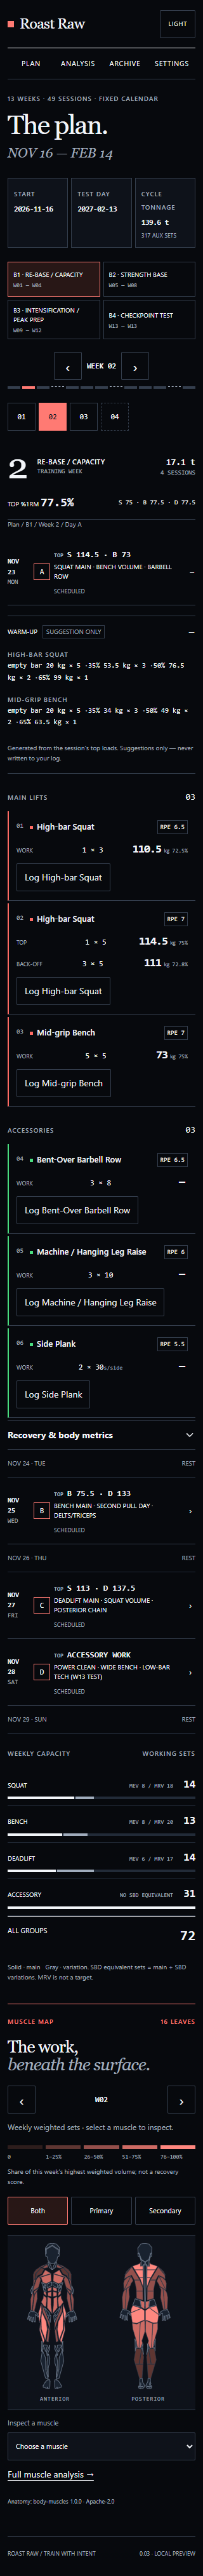 Roast Raw
LIGHT
PLAN ANALYSIS ARCHIVE SETTINGS
13 WEEKS · 49 SESSIONS · FIXED CALENDAR
The plan.
NOV 16 — FEB 14
START
2026-11-16
TEST DAY
2027-02-13
CYCLE
TONNAGE
139.6 t
317 AUX SETS
B1 · RE-BASE / CAPACITY
W01 — W04
B2 · STRENGTH BASE
W05 — W08
B3 · INTENSIFICATION /
PEAK PREP
W09 — W12
B4 · CHECKPOINT TEST
W13 — W13
‹ WEEK 02 ›
01 02 03 04
2 RE-BASE / CAPACITY
TRAINING WEEK
17.1 t
4 SESSIONS
TOP %1RM 77.5%
S 75 · B 77.5 · D 77.5
Plan / B1 / Week 2 / Day A
NOV
23
MON
A
TOP S 114.5 · B 73
SQUAT MAIN · BENCH VOLUME · BARBELL
ROW
SCHEDULED
–
WARM-UP SUGGESTION ONLY –
HIGH-BAR SQUAT
empty bar 20 kg × 5 ·35% 53.5 kg × 3 ·50% 76.5
kg × 2 ·65% 99 kg × 1
MID-GRIP BENCH
empty bar 20 kg × 5 ·35% 34 kg × 3 ·50% 49 kg ×
2 ·65% 63.5 kg × 1
Generated from the session's top loads. Suggestions only — never
written to your log.
MAIN LIFTS 03
01 High-bar Squat RPE 6.5
WORK 1 × 3 110.5 kg 72.5%
Log High-bar Squat
02 High-bar Squat RPE 7
TOP 1 × 5 114.5 kg 75%
BACK-OFF 3 × 5 111 kg 72.8%
Log High-bar Squat
03 Mid-grip Bench RPE 7
WORK 5 × 5 73 kg 75%
Log Mid-grip Bench
ACCESSORIES 03
04 Bent-Over Barbell Row RPE 6.5
WORK 3 × 8 —
Log Bent-Over Barbell Row
05 Machine / Hanging Leg Raise RPE 6
WORK 3 × 10 —
Log Machine / Hanging Leg Raise
06 Side Plank RPE 5.5
WORK 2 × 30s/side —
Log Side Plank
Recovery & body metrics
NOV 24 · TUE REST
NOV
25
WED
B
TOP B 75.5 · D 133
BENCH MAIN · SECOND PULL DAY ·
DELTS/TRICEPS
SCHEDULED
›
NOV 26 · THU REST
NOV
27
FRI
C
TOP S 113 · D 137.5
DEADLIFT MAIN · SQUAT VOLUME ·
POSTERIOR CHAIN
SCHEDULED
›
NOV
28
SAT
D
TOP ACCESSORY WORK
POWER CLEAN · WIDE BENCH · LOW-BAR
TECH (W13 TEST)
SCHEDULED
›
NOV 29 · SUN REST
WEEKLY CAPACITY WORKING SETS
SQUAT MEV 8 / MRV 18 14
BENCH MEV 8 / MRV 20 13
DEADLIFT MEV 6 / MRV 17 14
ACCESSORY NO SBD EQUIVALENT 31
ALL GROUPS 72
Solid · main Gray · variation. SBD equivalent sets = main + SBD
variations. MRV is not a target.
MUSCLE MAP 16 LEAVES
The work,
beneath the surface.
‹ W02 ›
Weekly weighted sets · select a muscle to inspect.
0 1–25% 26–50% 51–75% 76–100%
Share of this week's highest weighted volume; not a recovery
score.
Both Primary Secondary
ANTERIOR POSTERIOR
Inspect a muscle
Choose a muscle
Full muscle analysis →
Anatomy: body-muscles 1.0.0 · Apache-2.0
ROAST RAW / TRAIN WITH INTENT 0.03 · LOCAL PREVIEW